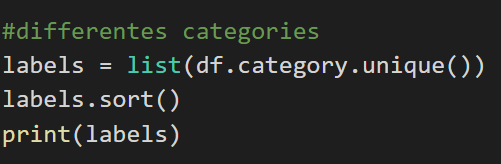 #differentes categories
labels = list(df.category.unique())
labels.sort()
print(labels)